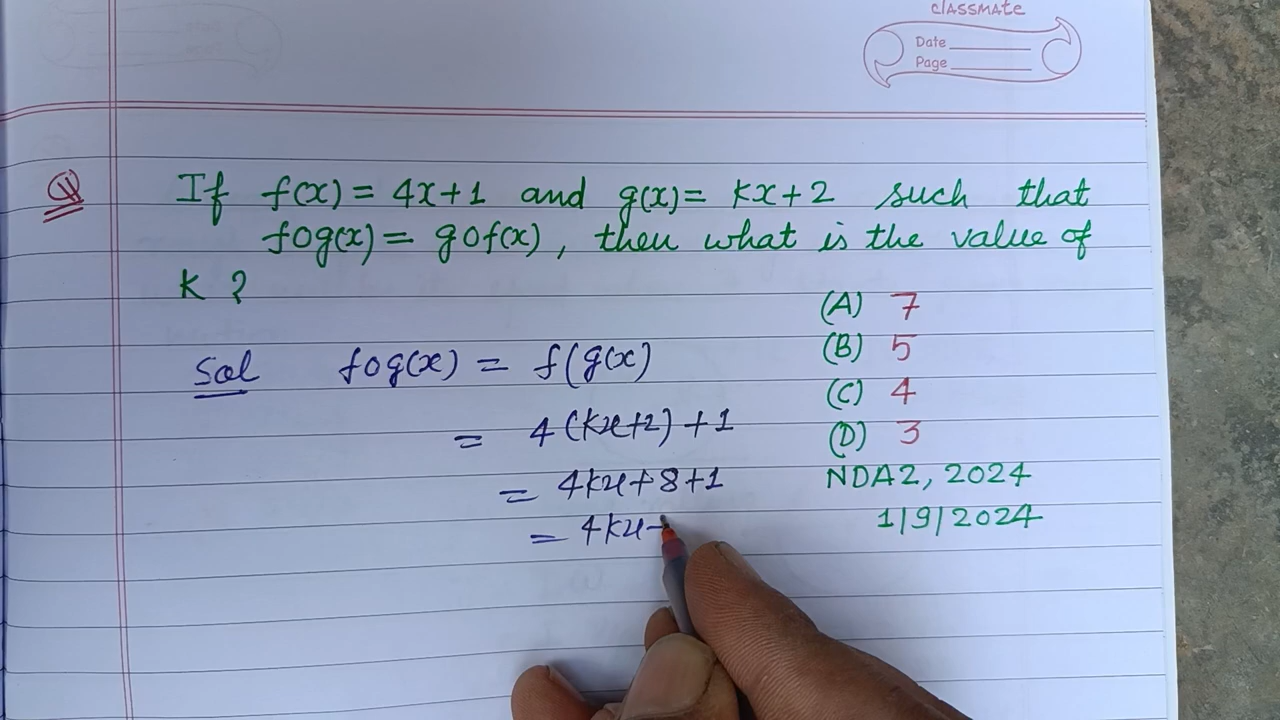 classmate
Date
Page
Q
If f(x) = 4x+1 and g(x) = kx+2 such that
fog(x) = gof(x), then what is the value of
k ?
(A) 7
(B) 5
(C) 4
(D) 3
NDA2, 2024
1/9/2024
Sol fog(x) = f(g(x)
= 4(kx+2)+1
= 4kx+8+1
= 4kx+